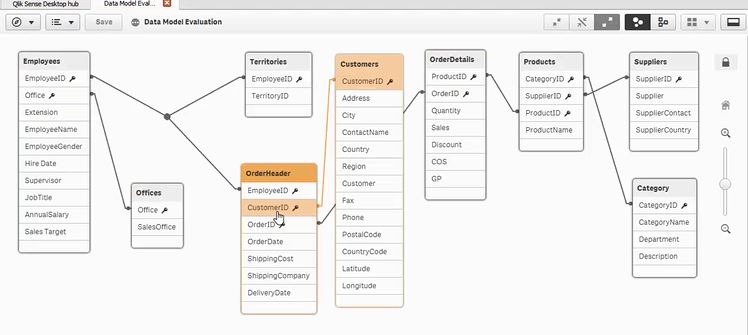 Qlik Sense Desktop hub
Data Model Eval...
Save
Data Model Evaluation
Employees
EmployeeID
Office
Extension
EmployeeName
EmployeeGender
Hire Date
Supervisor
JobTitle
AnnualSalary
Sales Target
Offices
Office
SalesOffice
Territories
EmployeeID
TerritoryID
OrderHeader
EmployeeID
CustomerID
OrderID
OrderDate
ShippingCost
ShippingCompany
DeliveryDate
Customers
CustomerID
Address
City
ContactName
Country
Region
Customer
Fax
Phone
PostalCode
CountryCode
Latitude
Longitude
OrderDetails
ProductID
OrderID
Quantity
Sales
Discount
COS
GP
Products
CategoryID
SupplierID
ProductID
ProductName
Suppliers
SupplierID
Supplier
SupplierContact
SupplierCountry
Category
CategoryID
CategoryName
Department
Description